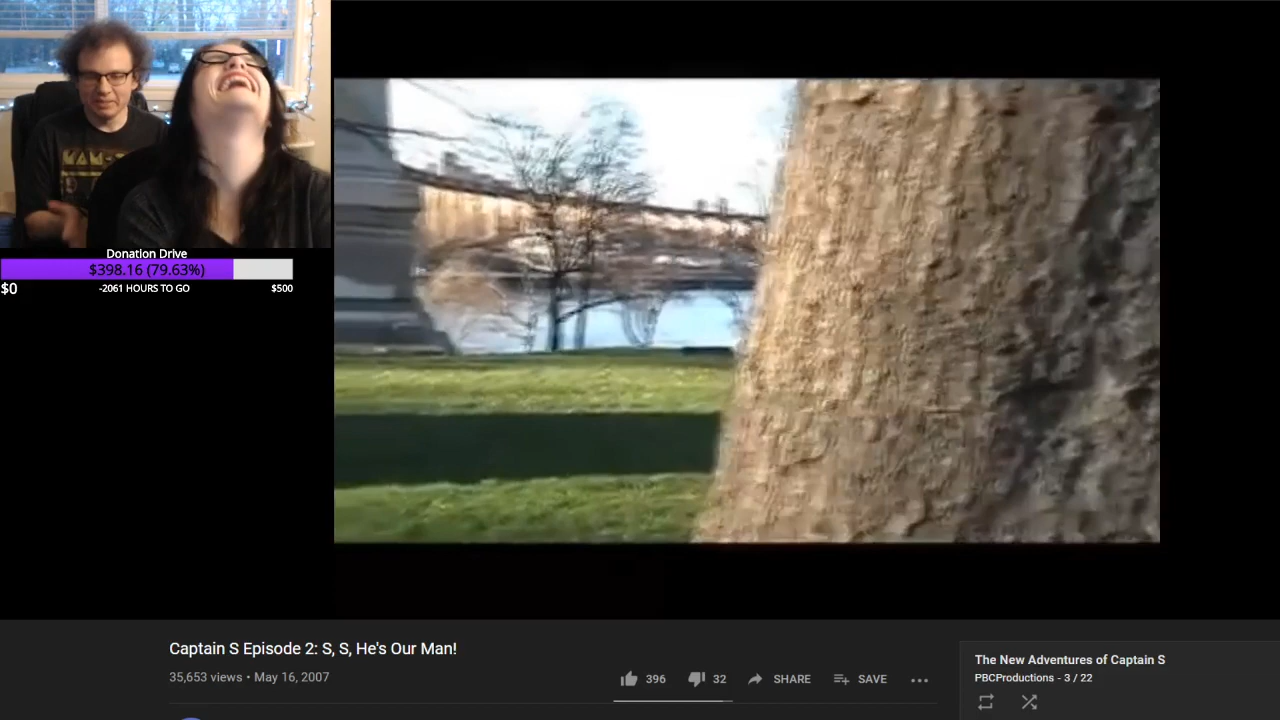 Donation Drive
$398.16 (79.63%)
$0
-2061 HOURS TO GO
$500
Captain S Episode 2: S, S, He's Our Man!
35,653 views • May 16, 2007
396
32
SHARE
SAVE
The New Adventures of Captain S
PBCProductions - 3 / 22